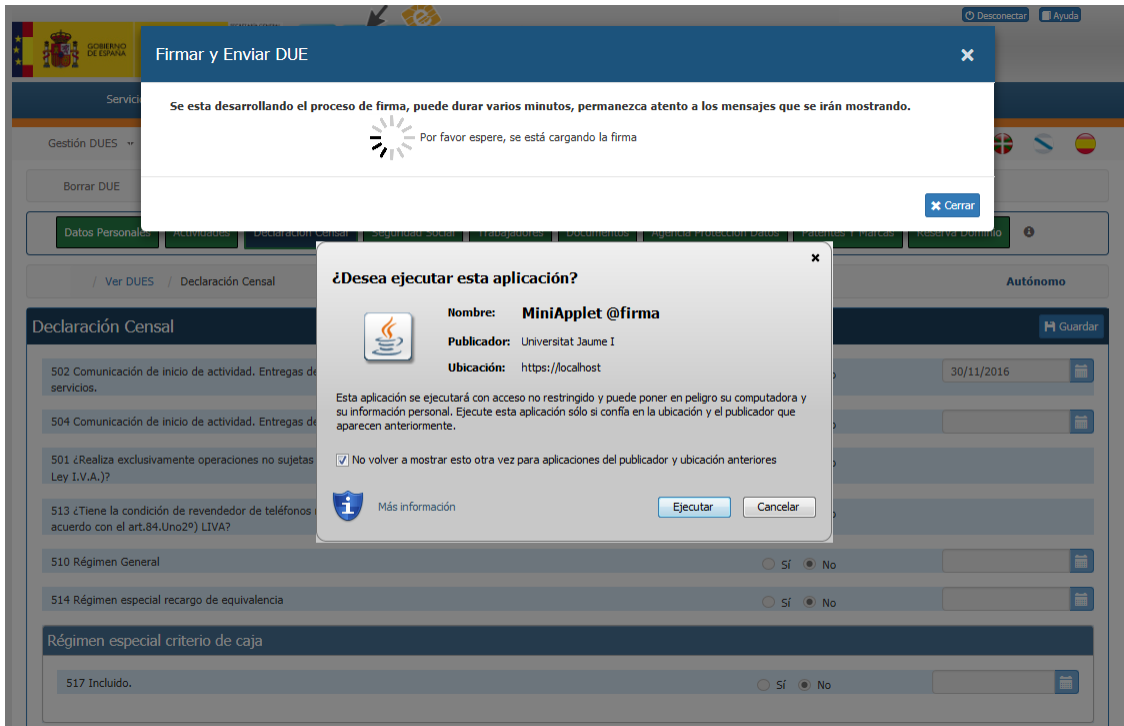 Desconectar
Ayuda
GOBIERNO
DE ESPAÑA
Firmar y Enviar DUE
Servici
Se esta desarrollando el proceso de firma, puede durar varios minutos, permanezca atento a los mensajes que se irán mostrando.
Por favor espere, se está cargando la firma
Gestión DUES
Borrar DUE
Cerrar
Datos Personales Actividades Declaración Censal Seguridad Social Trabajadores Documentos Agencia Protección Datos Patentes Y Marcas Reserva Dominio
/ Ver DUES / Declaración Censal
Autónomo
¿Desea ejecutar esta aplicación?
Nombre: MiniApplet @firma
Publicador: Universitat Jaume I
Ubicación: https://localhost
Esta aplicación se ejecutará con acceso no restringido y puede poner en peligro su computadora y
su información personal. Ejecute esta aplicación sólo si confía en la ubicación y el publicador que
aparecen anteriormente.
No volver a mostrar esto otra vez para aplicaciones del publicador y ubicación anteriores
Más información
Ejecutar
Cancelar
Declaración Censal
Guardar
502 Comunicación de inicio de actividad. Entregas de
servicios.
30/11/2016
504 Comunicación de inicio de actividad. Entregas de
501 ¿Realiza exclusivamente operaciones no sujetas
Ley I.V.A.)?
513 ¿Tiene la condición de revendedor de teléfonos
acuerdo con el art.84.Uno2º) LIVA?
510 Régimen General
Sí No
514 Régimen especial recargo de equivalencia
Sí No
Régimen especial criterio de caja
517 Incluido.
Sí No